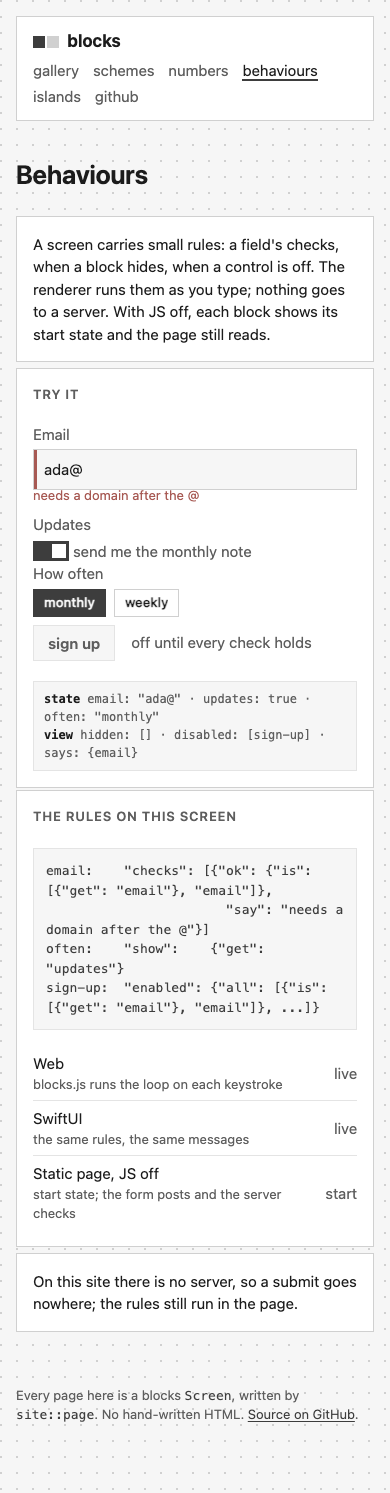 blocks
gallery schemes numbers behaviours
islands github
Behaviours
A screen carries small rules: a field's checks,
when a block hides, when a control is off. The
renderer runs them as you type; nothing goes
to a server. With JS off, each block shows its
start state and the page still reads.
TRY IT
Email
ada@
needs a domain after the @
Updates
send me the monthly note
How often
monthly weekly
sign up off until every check holds
state email: "ada@" · updates: true ·
often: "monthly"
view hidden: [] · disabled: [sign-up] ·
says: {email}
THE RULES ON THIS SCREEN
email:    "checks": [{"ok": {"is":
[{"get": "email"}, "email"]},
                       "say": "needs a
domain after the @"}]
often:    "show":    {"get":
"updates"}
sign-up:  "enabled": {"all": [{"is":
[{"get": "email"}, "email"]}, ...]}
Web
blocks.js runs the loop on each keystroke
live
SwiftUI
the same rules, the same messages
live
Static page, JS off
start state; the form posts and the server
checks
start
On this site there is no server, so a submit goes
nowhere; the rules still run in the page.
Every page here is a blocks Screen, written by
site::page. No hand-written HTML. Source on GitHub.